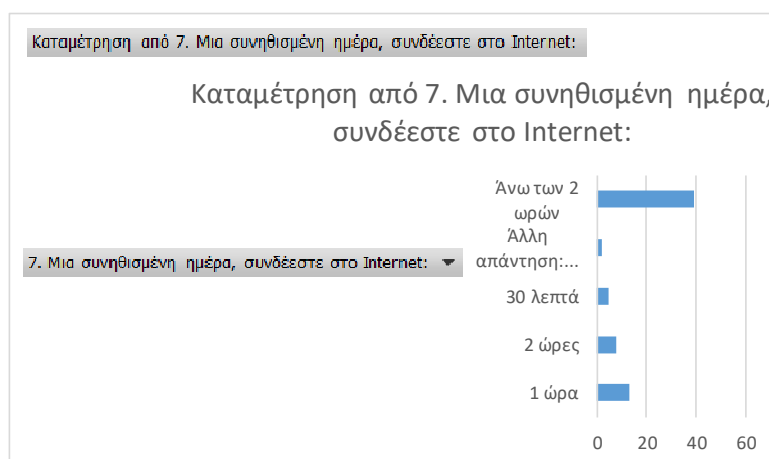 Καταμέτρηση από 7. Μια συνηθισμένη ημέρα, συνδέεστε στο Internet:
Καταμέτρηση από 7. Μια συνηθισμένη ημέρα,
συνδέεστε στο Internet:
Άνω των 2
ωρών
Άλλη
απάντηση:...
7. Μια συνηθισμένη ημέρα, συνδέεστε στο Internet:
30 λεπτά
2 ώρες
1 ώρα
0 20 40 60